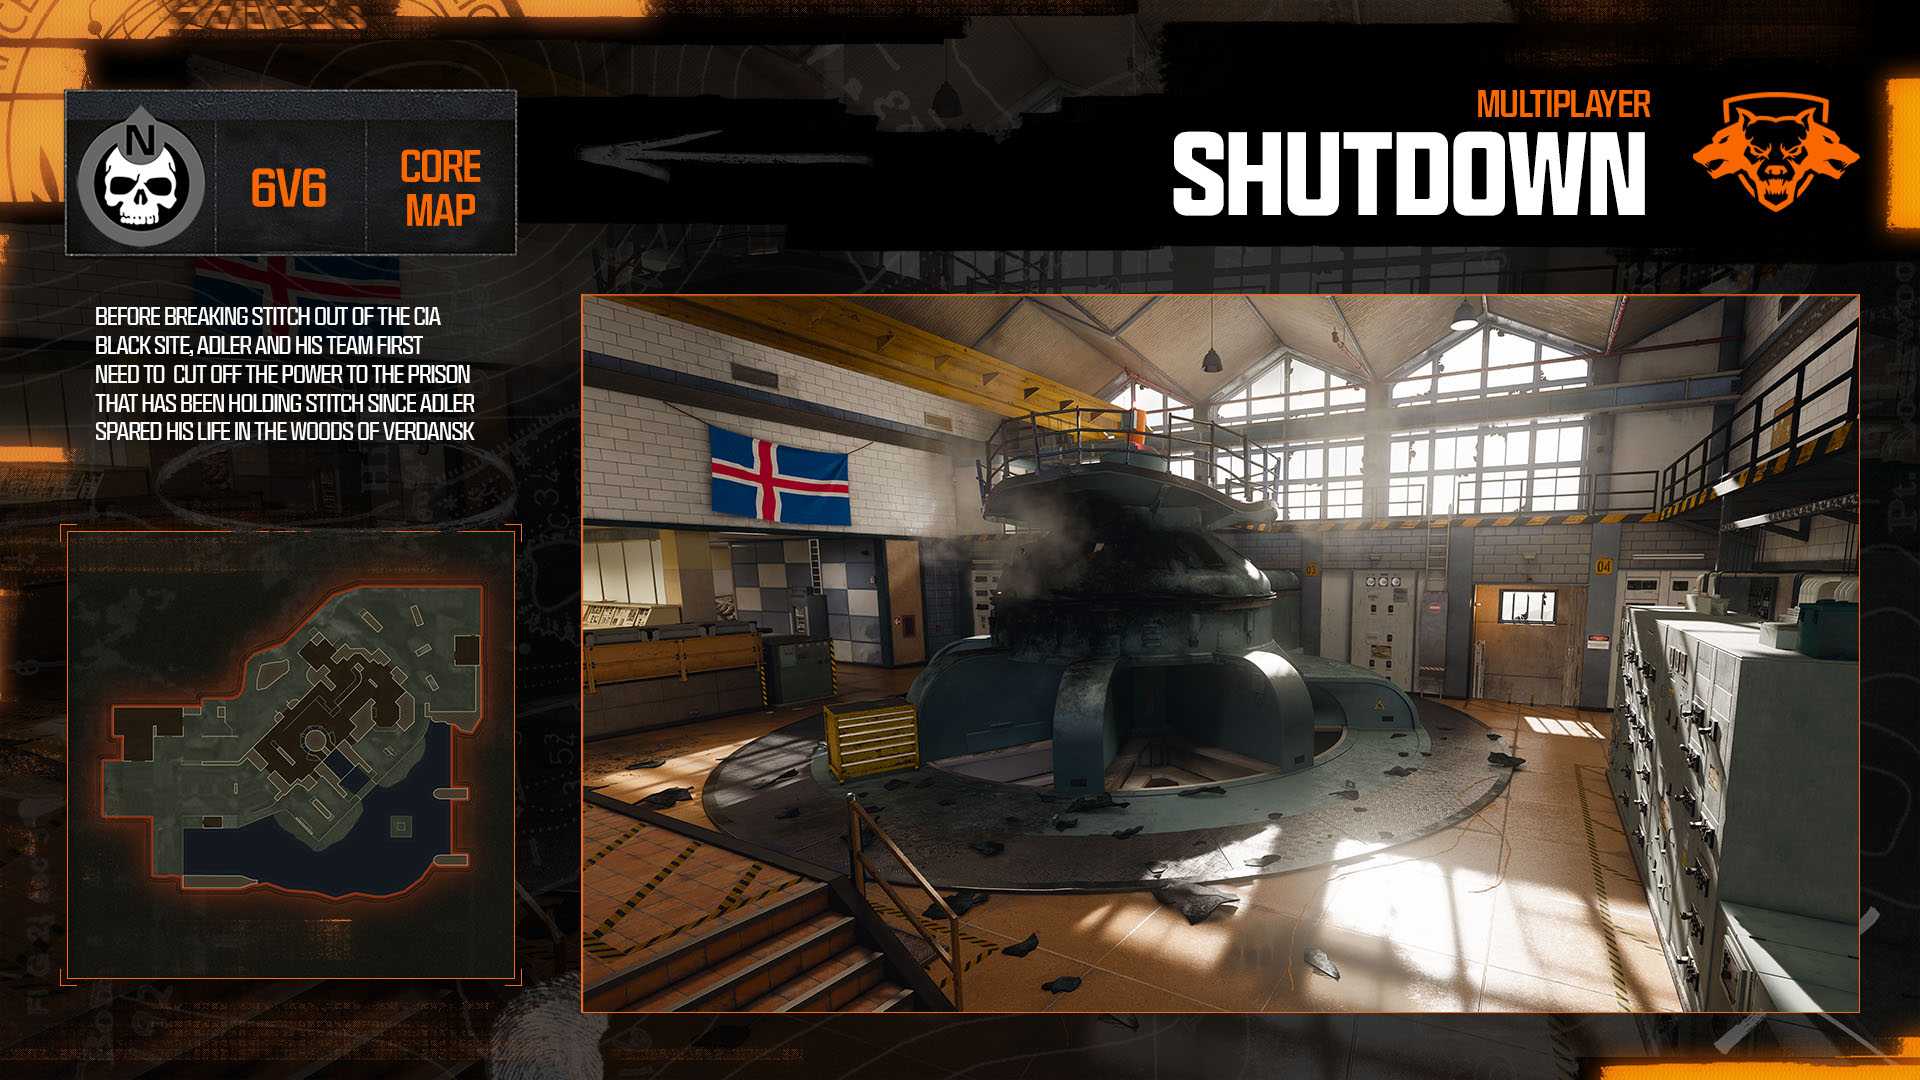 N
6V6
CORE
MAP
MULTIPLAYER
SHUTDOWN
BEFORE BREAKING STITCH OUT OF THE CIA
BLACK SITE, ADLER AND HIS TEAM FIRST
NEED TO  CUT OFF THE POWER TO THE PRISON
THAT HAS BEEN HOLDING STITCH SINCE ADLER
SPARED HIS LIFE IN THE WOODS OF VERDANSK
03
04